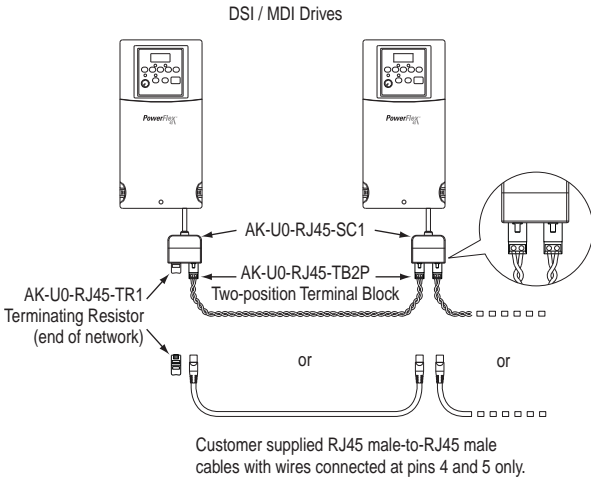 DSI / MDI Drives
PowerFlex
PowerFlex
AK-U0-RJ45-SC1
AK-U0-RJ45-TB2P
Two-position Terminal Block
AK-U0-RJ45-TR1
Terminating Resistor
(end of network)
or
or
Customer supplied RJ45 male-to-RJ45 male
cables with wires connected at pins 4 and 5 only.